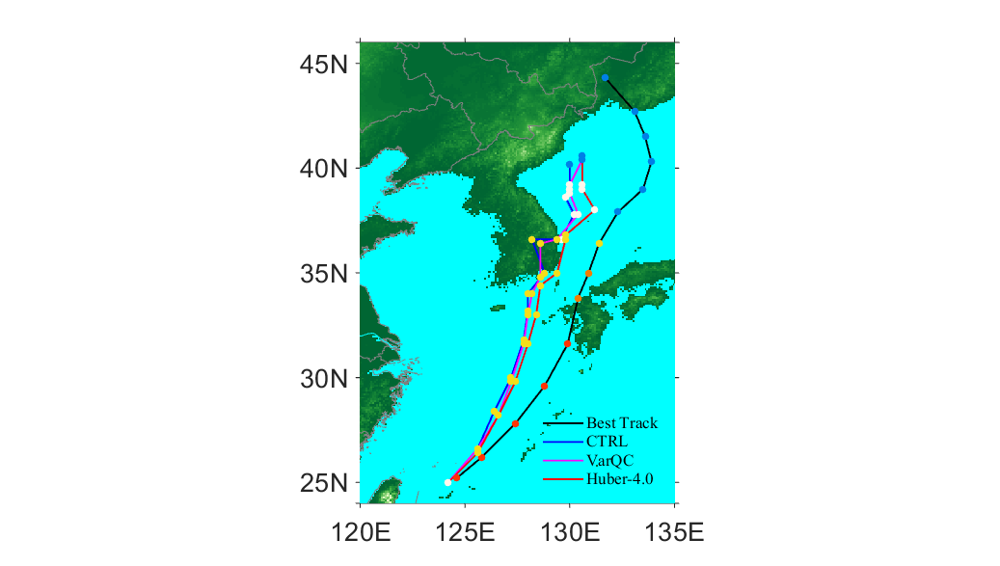 45N
40N
35N
30N
25N
Best Track
CTRL
VarQC
Huber-4.0
120E 125E 130E 135E